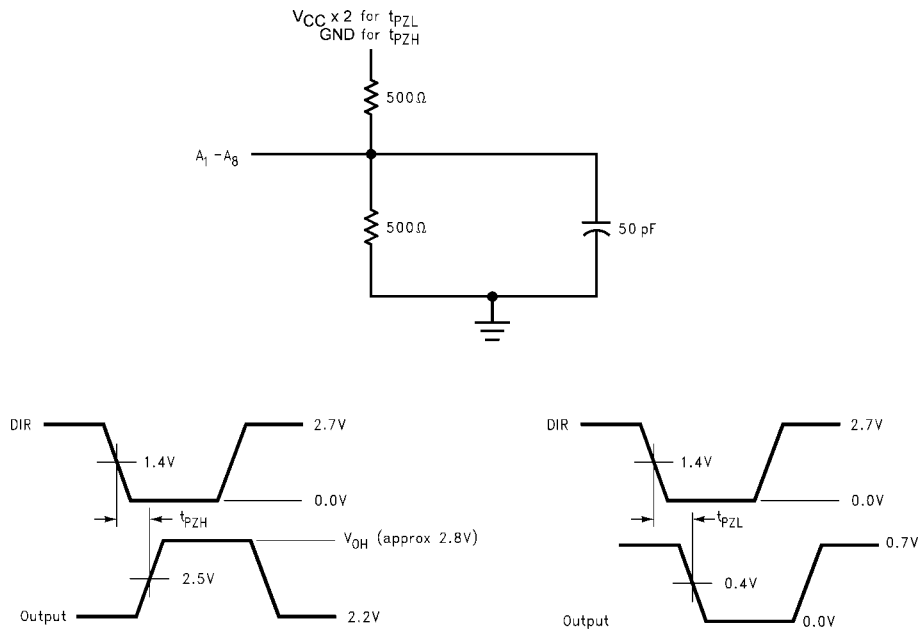 VCC x 2 for tPZL
GND for tPZH
500Ω
A1 –A8
500Ω
50 pF
DIR
2.7V
1.4V
0.0V
tPZH
VOH (approx 2.8V)
2.5V
Output
2.2V
DIR
2.7V
1.4V
0.0V
tPZL
0.7V
0.4V
Output
0.0V